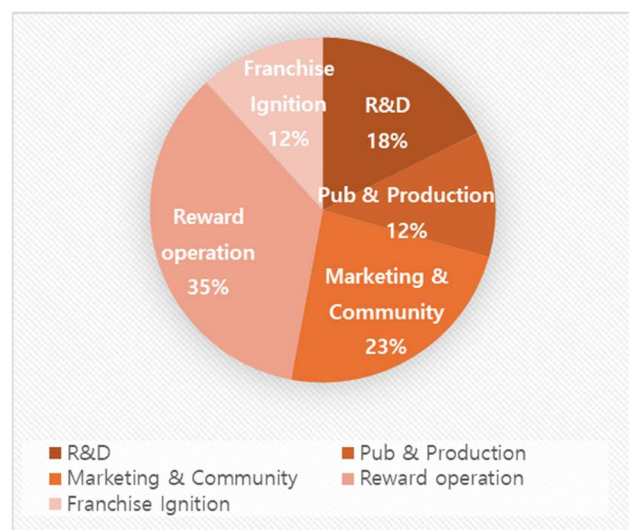 Franchise
Ignition
12%
R&D
18%
Pub & Production
12%
Reward
operation
35%
Marketing &
Community
23%
R&D
Pub & Production
Marketing & Community
Reward operation
Franchise Ignition